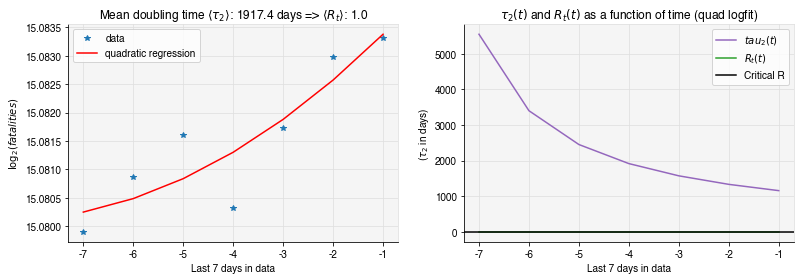 Mean doubling time ⟨τ₂⟩: 1917.4 days => ⟨Rₜ⟩: 1.0
data
quadratic regression
log₂(fatalities)
15.0835
15.0830
15.0825
15.0820
15.0815
15.0810
15.0805
15.0800
-7 -6 -5 -4 -3 -2 -1
Last 7 days in data
τ₂(t) and Rₜ(t) as a function of time (quad logfit)
tau₂(t)
Rₜ(t)
Critical R
(τ₂ in days)
5000
4000
3000
2000
1000
0
-7 -6 -5 -4 -3 -2 -1
Last 7 days in data